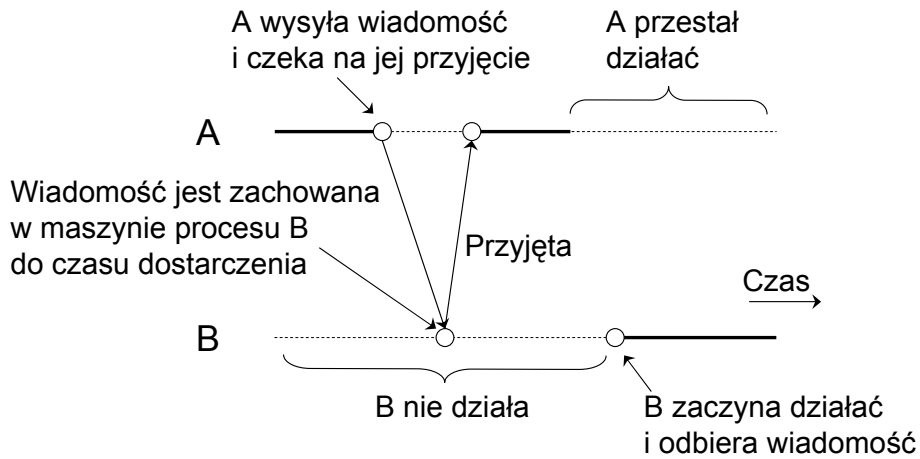 A wysyła wiadomość
i czeka na jej przyjęcie
A przestał
działać
A
Wiadomość jest zachowana
w maszynie procesu B
do czasu dostarczenia
Przyjęta
Czas
B
B nie działa
B zaczyna działać
i odbiera wiadomość